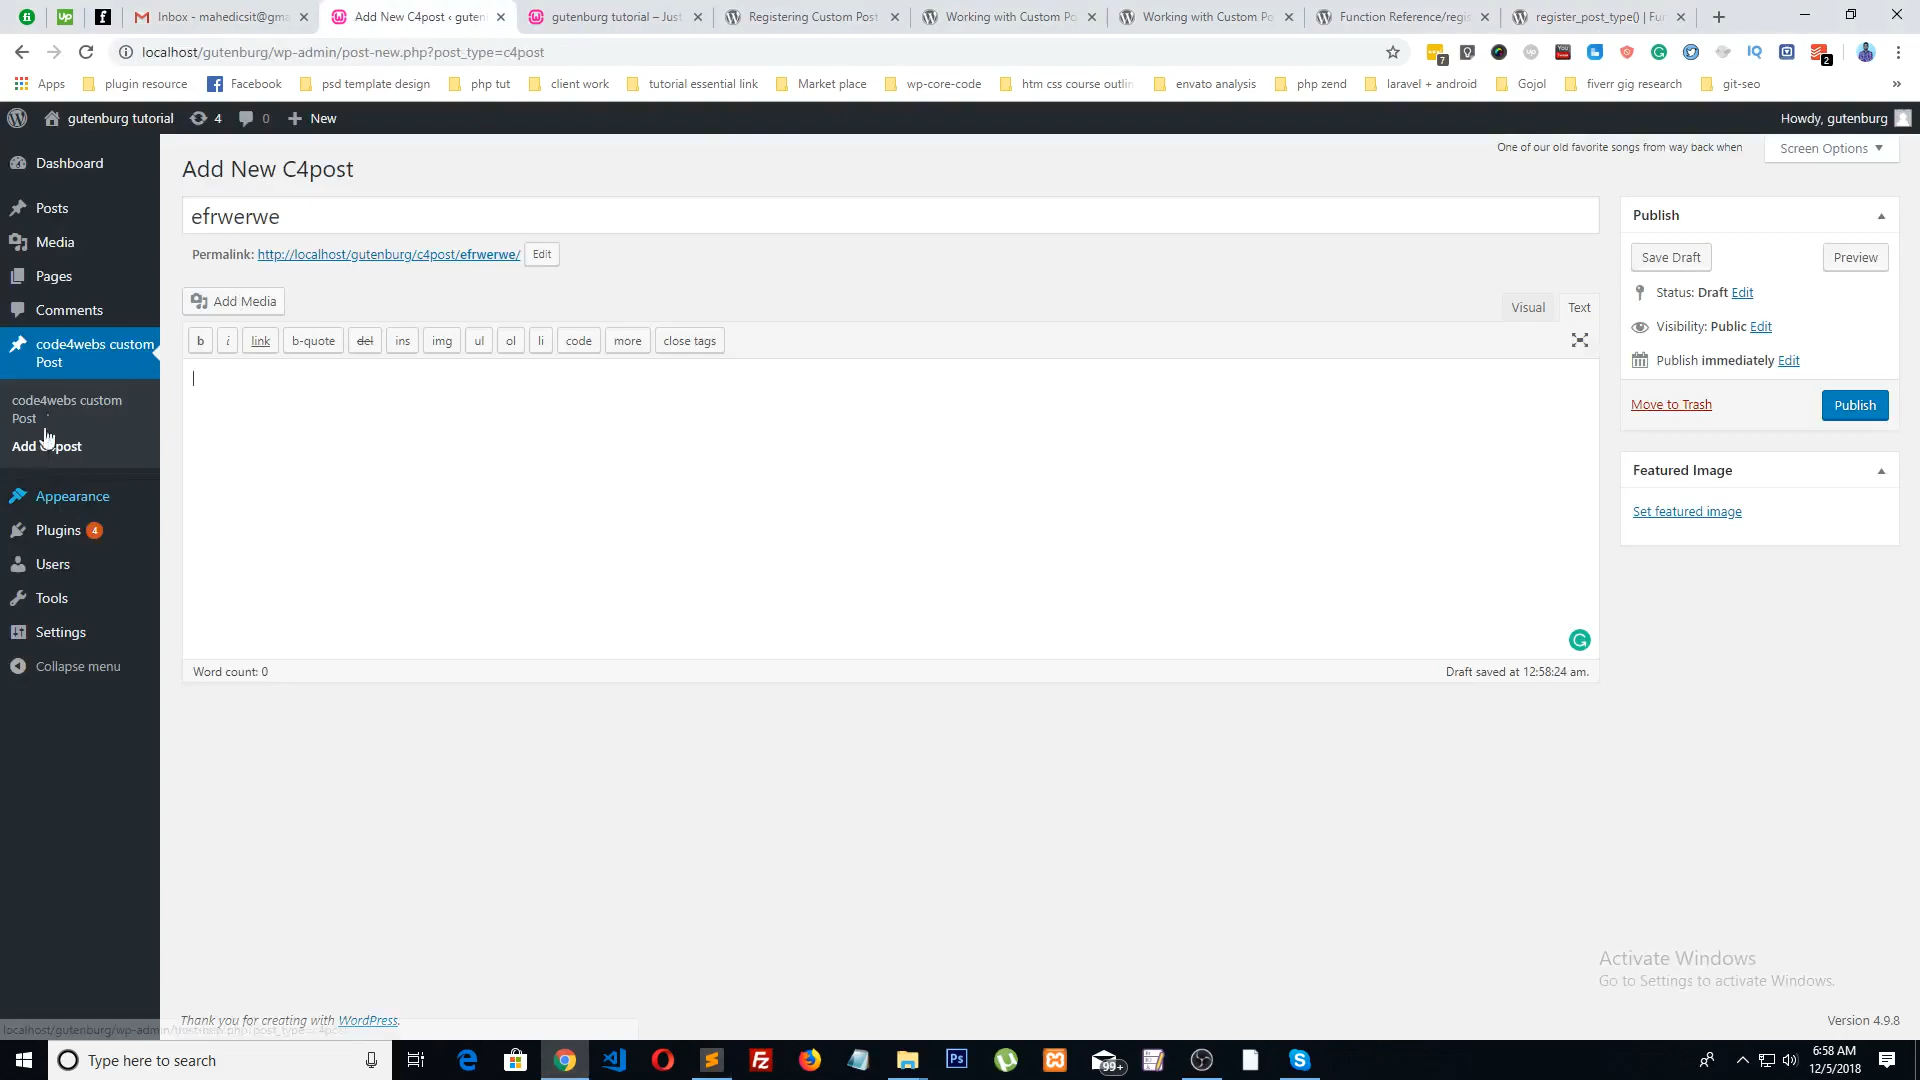 Inbox - mahedicsit@gma
Add New C4post ‹ guten
gutenburg tutorial – Just
Registering Custom Post
Working with Custom Po
Working with Custom Po
Function Reference/regis
register_post_type() | Fun
localhost/gutenburg/wp-admin/post-new.php?post_type=c4post
7
2
Apps
plugin resource
Facebook
psd template design
php tut
client work
tutorial essential link
Market place
wp-core-code
htm css course outlin
envato analysis
php zend
laravel + android
Gojol
fiverr gig research
git-seo
»
gutenburg tutorial
4
0
New
Howdy, gutenburg
Dashboard
Posts
Media
Pages
Comments
code4webs custom
Post
code4webs custom
Post
Appearance
Plugins 4
Users
Tools
Settings
Collapse menu
One of our old favorite songs from way back when
Screen Options
Add New C4post
efrwerwe
Permalink: http://localhost/gutenburg/c4post/efrwerwe/ Edit
Add Media
Visual
Text
b
i
link
b-quote
del
ins
img
ul
ol
li
code
more
close tags
Word count: 0
Draft saved at 12:58:24 am.
Publish
Save Draft
Preview
Status: Draft Edit
Visibility: Public Edit
Publish immediately Edit
Move to Trash
Publish
Featured Image
Set featured image
Activate Windows
Go to Settings to activate Windows.
Thank you for creating with WordPress.
Version 4.9.8
Type here to search
99+
6:58 AM
12/5/2018